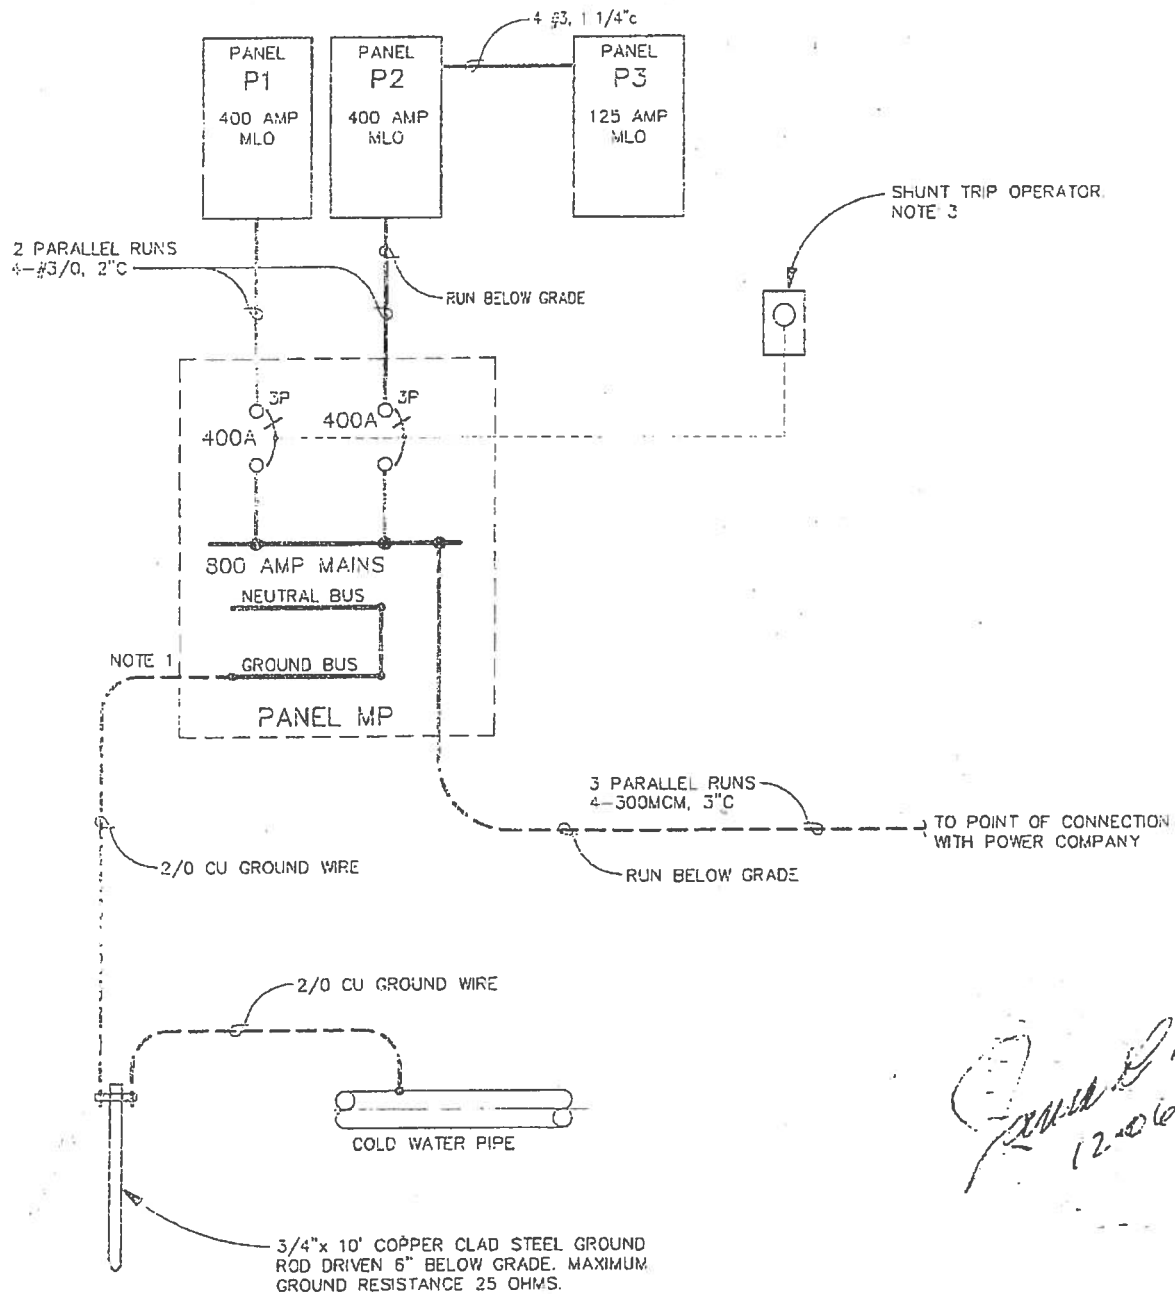 4 #3, 1 1/4"c
PANEL
P1
400 AMP
MLO
PANEL
P2
400 AMP
MLO
PANEL
P3
125 AMP
MLO
SHUNT TRIP OPERATOR
NOTE 3
2 PARALLEL RUNS
4-#3/0, 2"C
RUN BELOW GRADE
3P
400A
3P
400A
800 AMP MAINS
NEUTRAL BUS
NOTE 1
GROUND BUS
PANEL MP
3 PARALLEL RUNS
4-300MCM, 3"C
TO POINT OF CONNECTION
WITH POWER COMPANY
RUN BELOW GRADE
2/0 CU GROUND WIRE
2/0 CU GROUND WIRE
COLD WATER PIPE
12-06
3/4"x 10' COPPER CLAD STEEL GROUND
ROD DRIVEN 6" BELOW GRADE. MAXIMUM
GROUND RESISTANCE 25 OHMS.